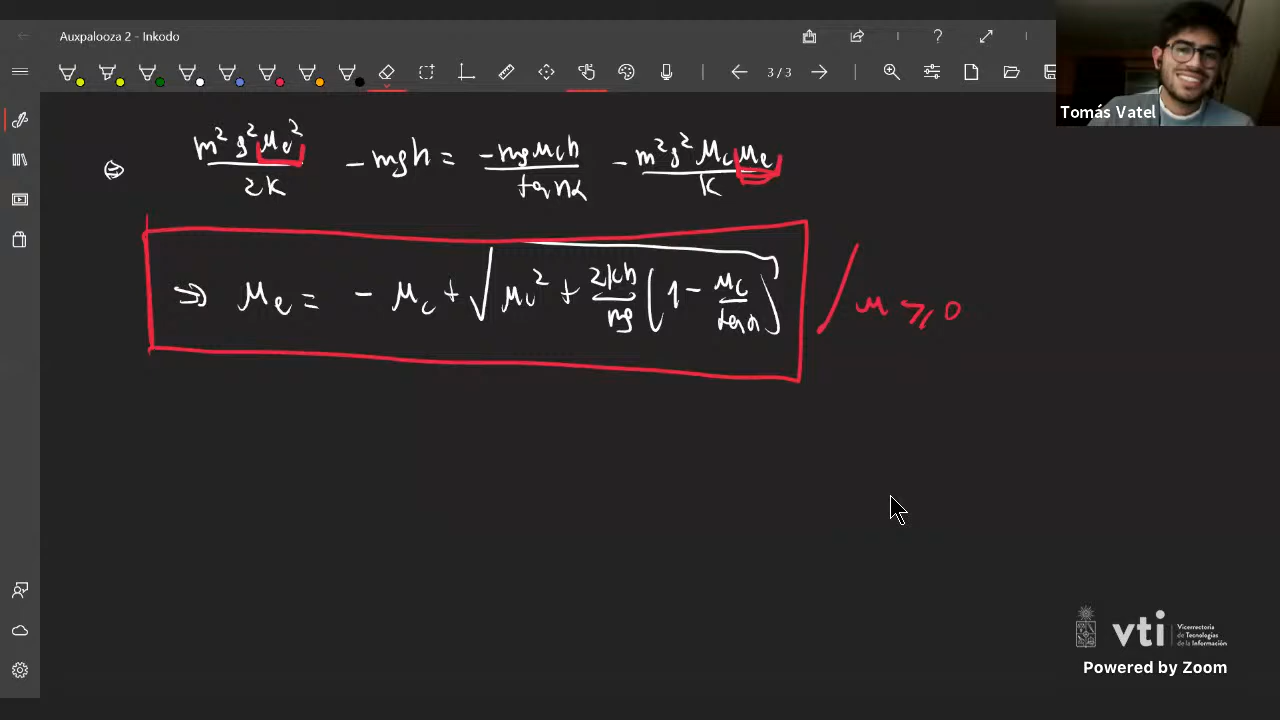 Auxpalooza 2 - Inkodo
3/3
Tomás Vatel
⇒ m²g²μe²/2k - mgh = -mgμch/tanα - m²g²μcμe/k
⇒ μe = -μc + √(μc² + 2kh/mg (1 - μc/tanα)) / μ ≥ 0
vti Vicerrectoría de Tecnologías de la Información
Powered by Zoom